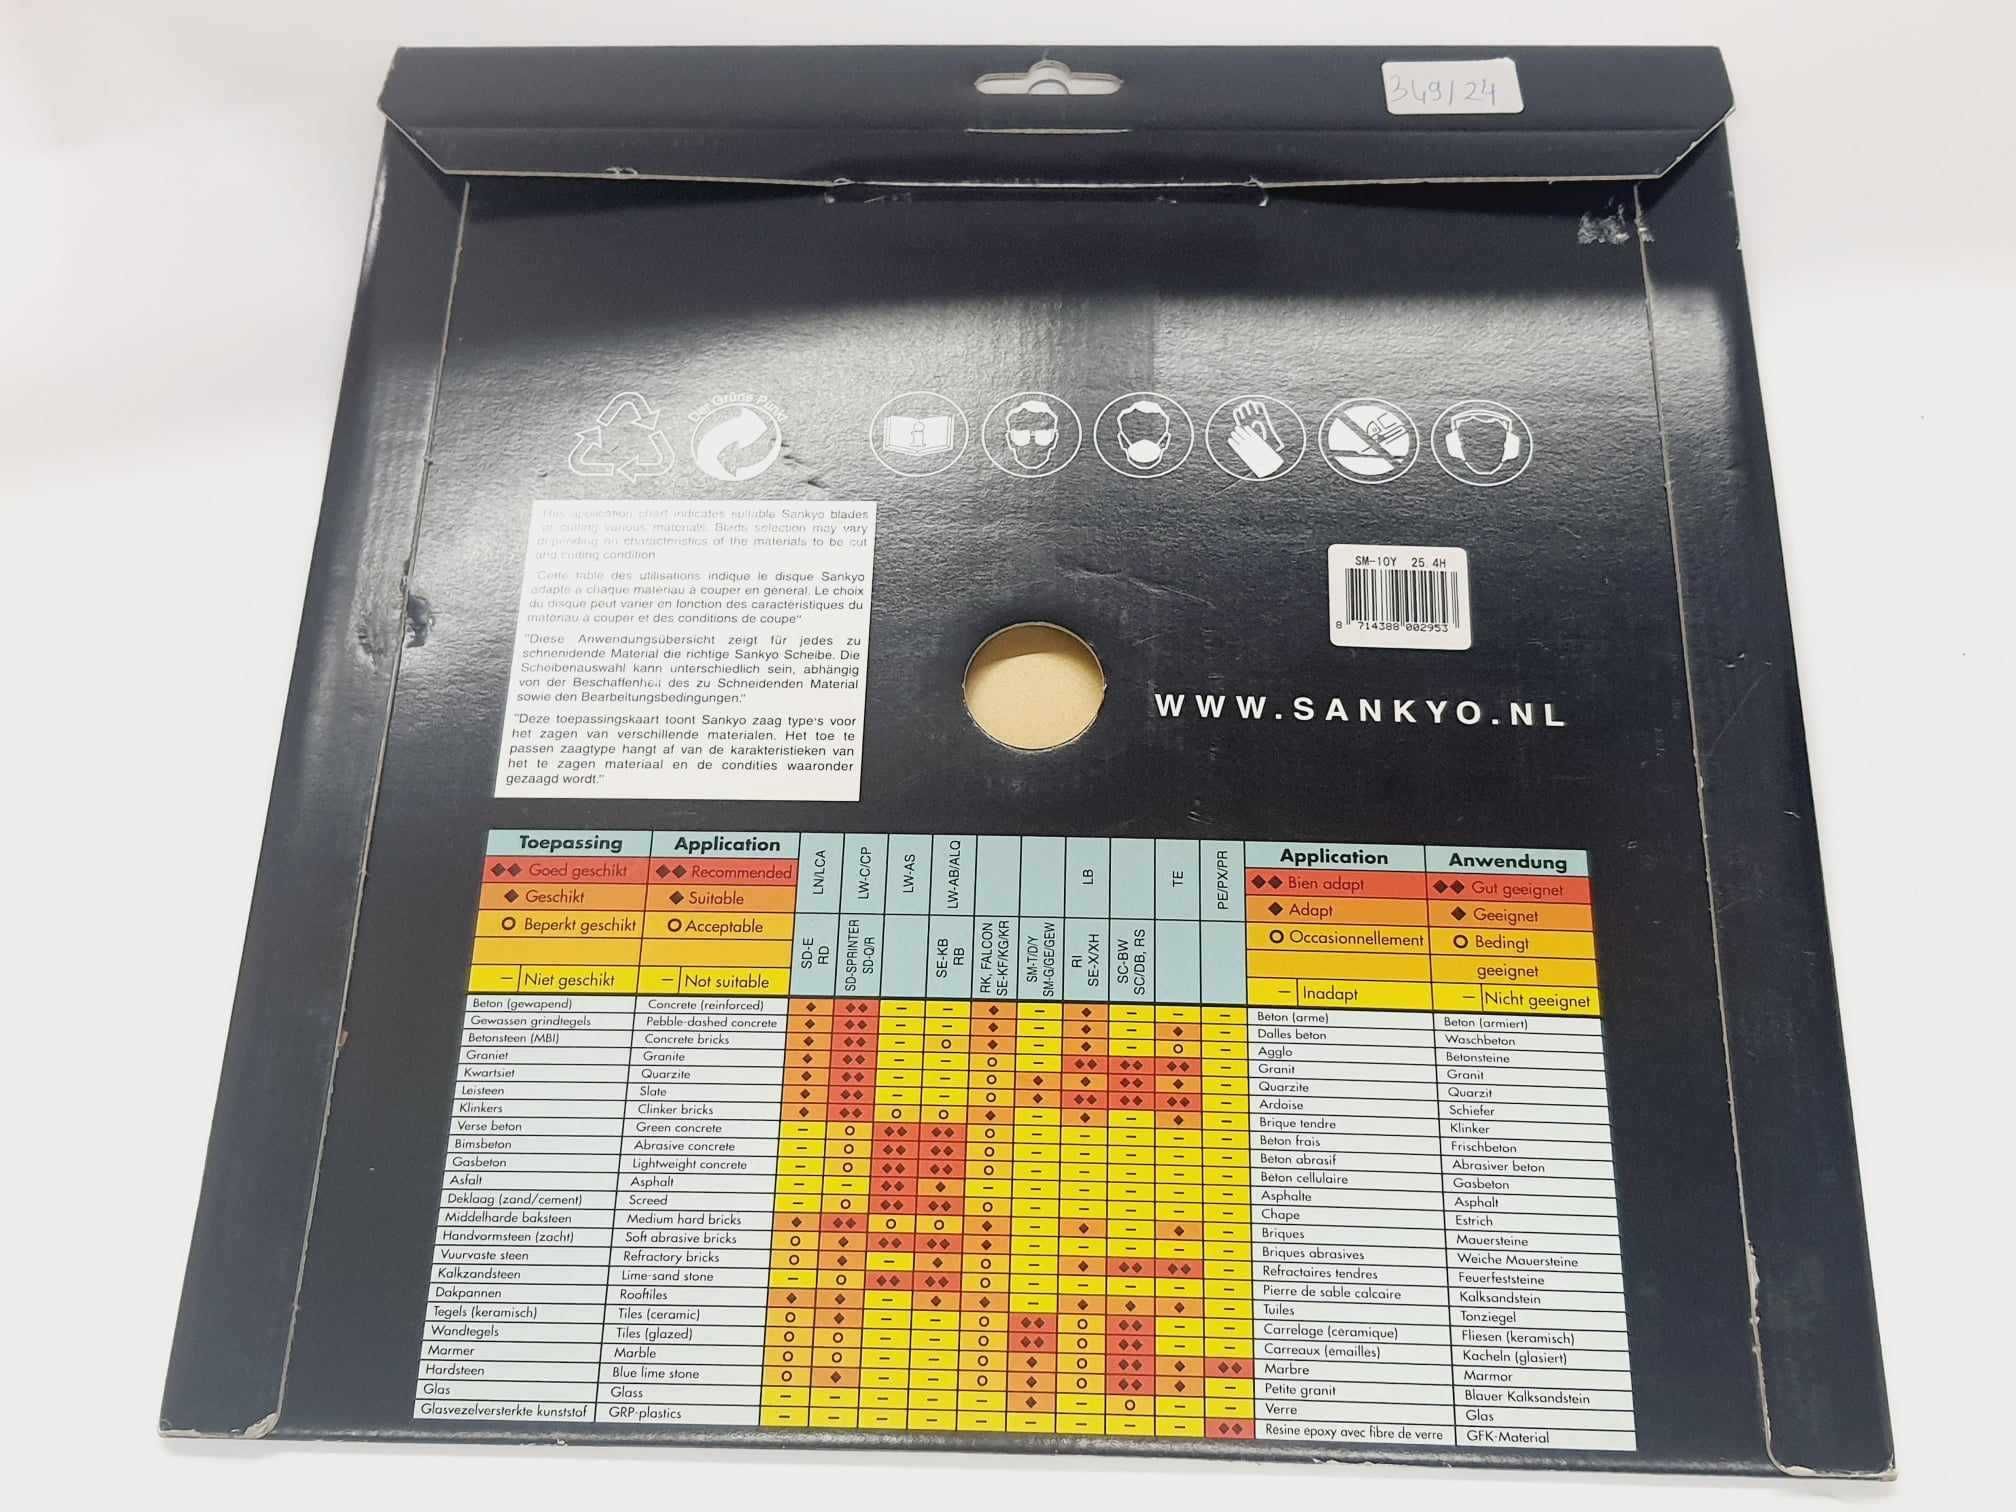 349/24
Der Grüne Punkt
This application chart indicates suitable Sankyo blades
of cutting various materials. Blade selection may vary
depending on characteristics of the materials to be cut
and cutting condition
Cette table des utilisations indique le disque Sankyo
adapté a chaque matériau à couper en general. Le choix
du disque peut varier en fonction des caractéristiques du
matériau à couper et des conditions de coupe"
"Diese Anwendungsübersicht zeigt für jedes zu
schnenidende Material die richtige Sankyo Scheibe. Die
Scheibenauswahl kann unterschiedlich sein, abhängig
von der Beschaffenheit des zu Schneidenden Material
sowie den Bearbeitungsbedingungen."
"Deze toepassingskaart toont Sankyo zaag type's voor
het zagen van verschillende materialen. Het toe te
passen zaagtype hangt af van de karakteristieken van
het te zagen materiaal en de condities waaronder
gezaagd wordt."
SM-10Y 25.4H
8 714388 002953
WWW.SANKYO.NL
Toepassing Application LN/LCA LW-C/CP LW-AS LW-AB/ALQ LB TE PE/PX/PR Application Anwendung
◆◆ Goed geschikt ◆◆ Recommended ◆◆ Bien adapt ◆◆ Gut geeignet
◆ Geschikt ◆ Suitable ◆ Adapt ◆ Geeignet
O Beperkt geschikt O Acceptable O Occasionnellement O Bedingt
geeignet
— Niet geschikt — Not suitable — Inadapt — Nicht geeignet
SD-E RD SD-SPRINTER SD-Q/R SE-KB RB RK, FALCON SE-KF/KG/KR SM-T/D/Y SM-G/GE/GEW RI SE-X/XH SC-BW SC/DB, RS
Beton (gewapend) Concrete (reinforced) ◆ ◆◆ – – ◆ – ◆ – – – Beton (arme) Beton (armiert)
Gewassen grindtegels Pebble-dashed concrete ◆ ◆◆ – – ◆ – ◆ – ◆ – Dalles beton Waschbeton
Betonsteen (MBI) Concrete bricks ◆ ◆◆ – O ◆ – ◆ – O – Agglo Betonsteine
Graniet Granite ◆ ◆◆ – – O – ◆◆ ◆◆ ◆◆ – Granit Granit
Kwartsiet Quarzite ◆ ◆◆ – – O ◆ ◆ ◆◆ ◆ – Quarzite Quarzit
Leisteen Slate ◆ ◆◆ – – O ◆ ◆◆ ◆◆ ◆◆ – Ardoise Schiefer
Klinkers Clinker bricks ◆ ◆◆ O O ◆ – ◆ – ◆ – Brique tendre Klinker
Verse beton Green concrete – O ◆◆ ◆◆ O – – – – – Beton frais Frischbeton
Bimsbeton Abrasive concrete – O ◆◆ ◆◆ O – – – – – Beton abrasif Abrasiver beton
Gasbeton Lightweight concrete – O ◆◆ ◆◆ O – – – – – Beton cellulaire Gasbeton
Asfalt Asphalt – – ◆◆ ◆ – – – – – – Asphalte Asphalt
Deklaag (zand/cement) Screed – O ◆◆ ◆◆ O – – – – – Chape Estrich
Middelharde baksteen Medium hard bricks ◆ ◆◆ O O ◆ – ◆ – ◆ – Briques Mauersteine
Handvormsteen (zacht) Soft abrasive bricks O ◆ ◆◆ ◆◆ ◆ – – – – – Briques abrasives Weiche Mauersteine
Vuurvaste steen Refractory bricks O ◆ – ◆ O – ◆ ◆◆ ◆◆ – Refractaires tendres Feuerfeststeine
Kalkzandsteen Lime-sand stone – O ◆◆ ◆◆ O – – – – – Pierre de sable calcaire Kalksandstein
Dakpannen Rooftiles ◆ ◆ – ◆ ◆ – ◆ ◆ ◆ – Tuiles Tonziegel
Tegels (keramisch) Tiles (ceramic) O ◆ – – O ◆◆ O ◆◆ – – Carrelage (céramique) Fliesen (keramisch)
Wandtegels Tiles (glazed) O O – – O ◆◆ O ◆◆ – – Carreaux (émailles) Kacheln (glasiert)
Marmer Marble O O – – O ◆ O ◆◆ ◆ ◆◆ Marbre Marmor
Hardsteen Blue lime stone O ◆ – – O ◆ O ◆◆ ◆ – Petite granit Blauer Kalksandstein
Glas Glass – – – – – ◆ – O – – Verre Glas
Glasvezelversterkte kunststof GRP-plastics – – – – – – – – – ◆◆ Résine epoxy avec fibre de verre GFK-Material